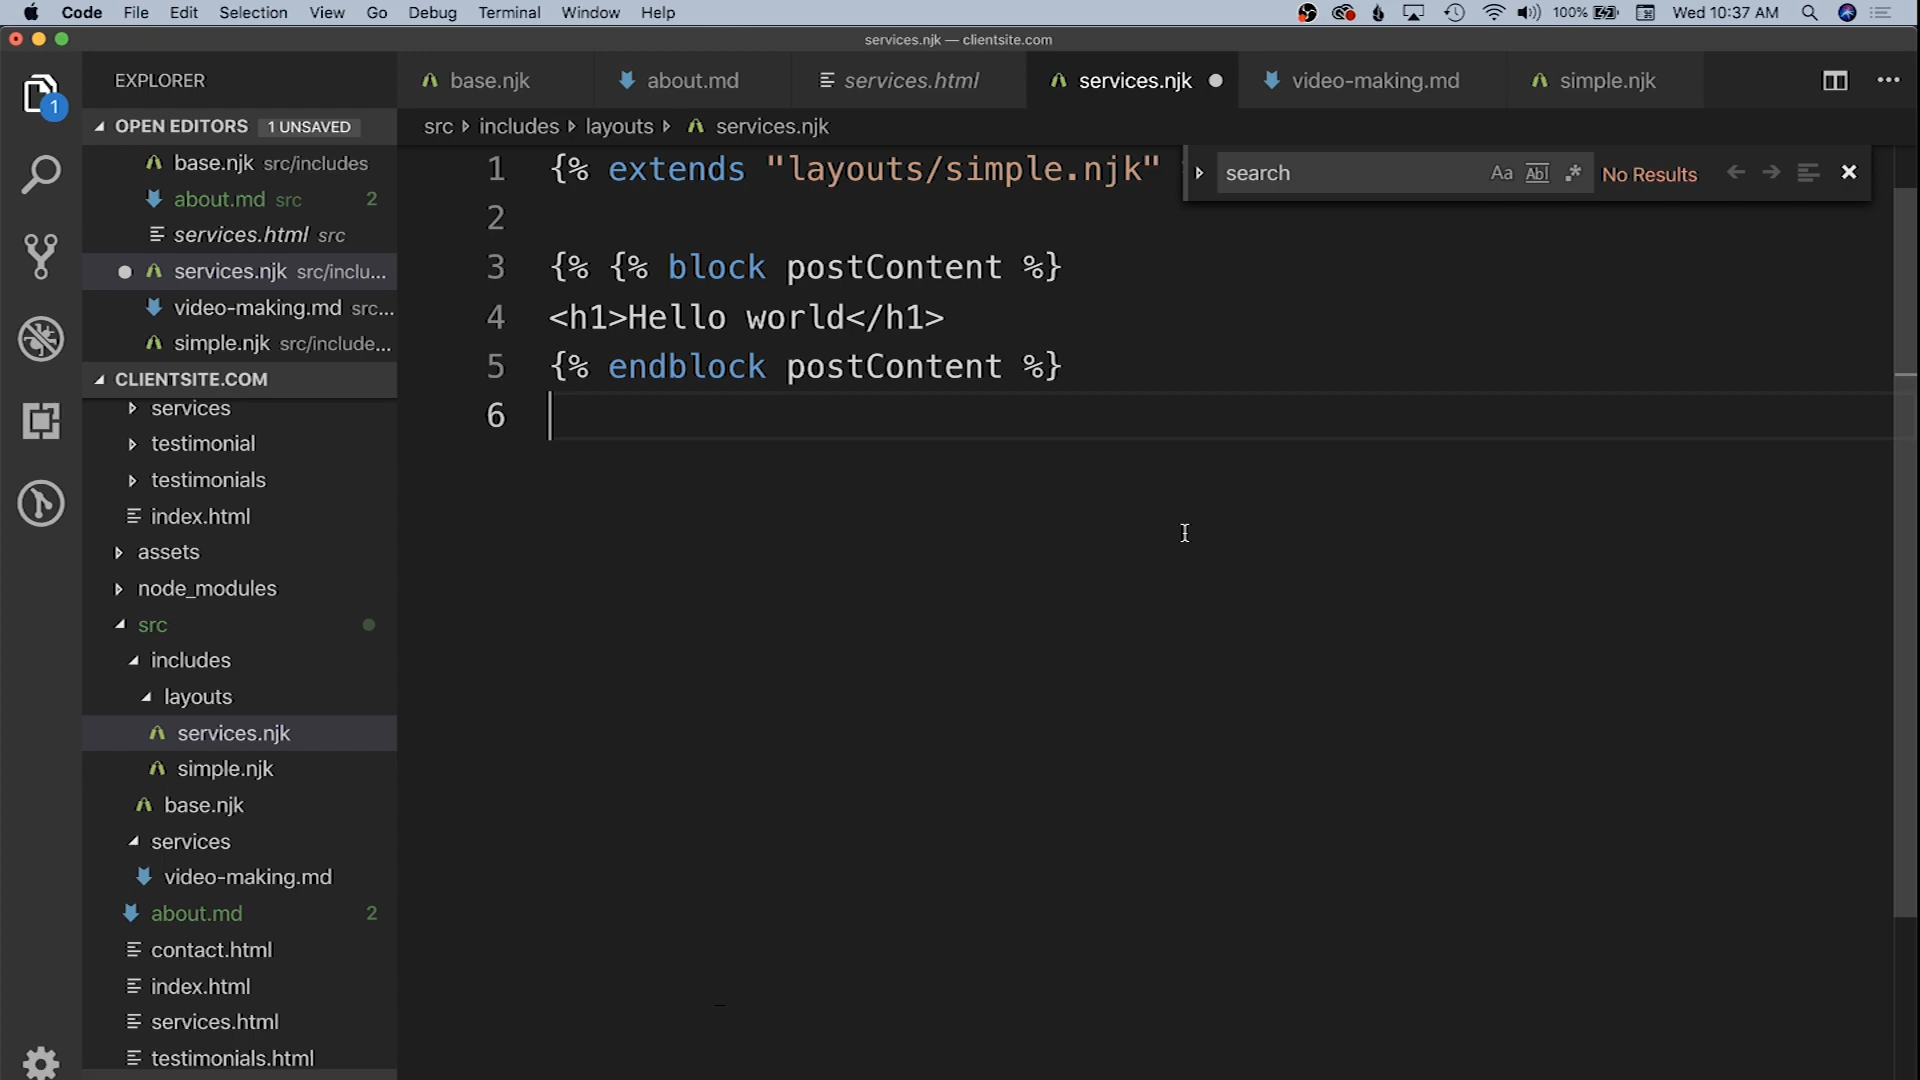 Code File Edit Selection View Go Debug Terminal Window Help 100% Wed 10:37 AM
services.njk — clientsite.com
EXPLORER
base.njk about.md services.html services.njk video-making.md simple.njk
1
OPEN EDITORS 1 UNSAVED
src includes layouts services.njk
base.njk src/includes
about.md src 2
services.html src
services.njk src/inclu...
video-making.md src...
simple.njk src/include...
search Aa Abl .* No Results
1 {% extends "layouts/simple.njk"
2
3 {% {% block postContent %}
4 <h1>Hello world</h1>
5 {% endblock postContent %}
6
CLIENTSITE.COM
services
testimonial
testimonials
index.html
assets
node_modules
src
includes
layouts
services.njk
simple.njk
base.njk
services
video-making.md
about.md 2
contact.html
index.html
services.html
testimonials.html